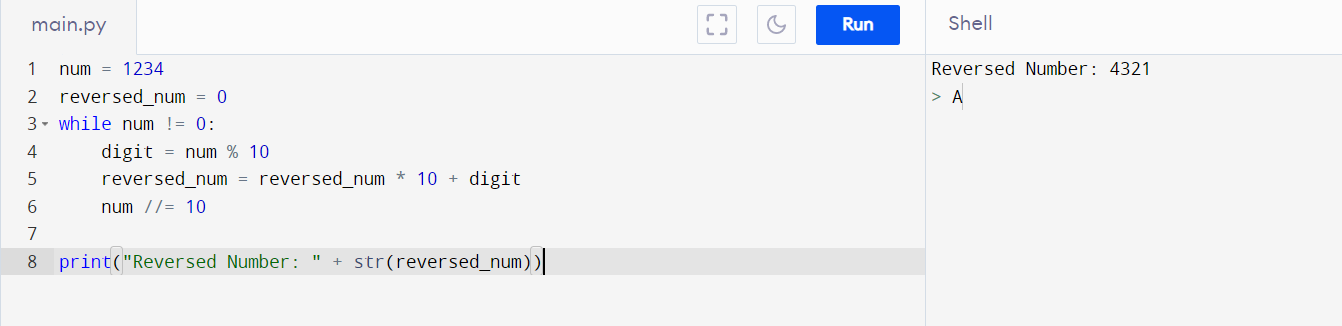 main.py
Run
Shell
1 num = 1234
2 reversed_num = 0
3 while num != 0:
4     digit = num % 10
5     reversed_num = reversed_num * 10 + digit
6     num //= 10
7
8 print("Reversed Number: " + str(reversed_num))
Reversed Number: 4321
> A